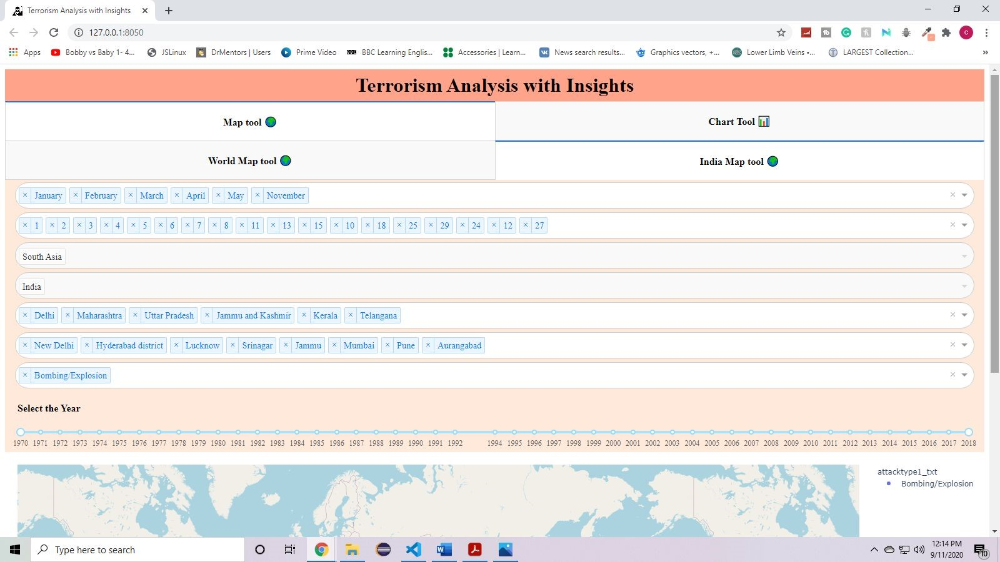 Terrorism Analysis with Insights
127.0.0.1:8050
Apps Bobby vs Baby 1- 4... JSLinux DrMentors | Users Prime Video BBC BBC Learning Englis... Accessories | Learn... News search results... Graphics vectors, +... Lower Limb Veins •... LARGEST Collection... »
Terrorism Analysis with Insights
Map tool Chart Tool
World Map tool India Map tool
× January × February × March × April × May × November
× 1 × 2 × 3 × 4 × 5 × 6 × 7 × 8 × 11 × 13 × 15 × 10 × 18 × 25 × 29 × 24 × 12 × 27
South Asia
India
× Delhi × Maharashtra × Uttar Pradesh × Jammu and Kashmir × Kerala × Telangana
× New Delhi × Hyderabad district × Lucknow × Srinagar × Jammu × Mumbai × Pune × Aurangabad
× Bombing/Explosion
Select the Year
1970 1971 1972 1973 1974 1975 1976 1977 1978 1979 1980 1981 1982 1983 1984 1985 1986 1987 1988 1989 1990 1991 1992 1994 1995 1996 1997 1998 1999 2000 2001 2002 2003 2004 2005 2006 2007 2008 2009 2010 2011 2012 2013 2014 2015 2016 2017 2018
attacktype1_txt
Bombing/Explosion
Type here to search
12:14 PM
9/11/2020
10